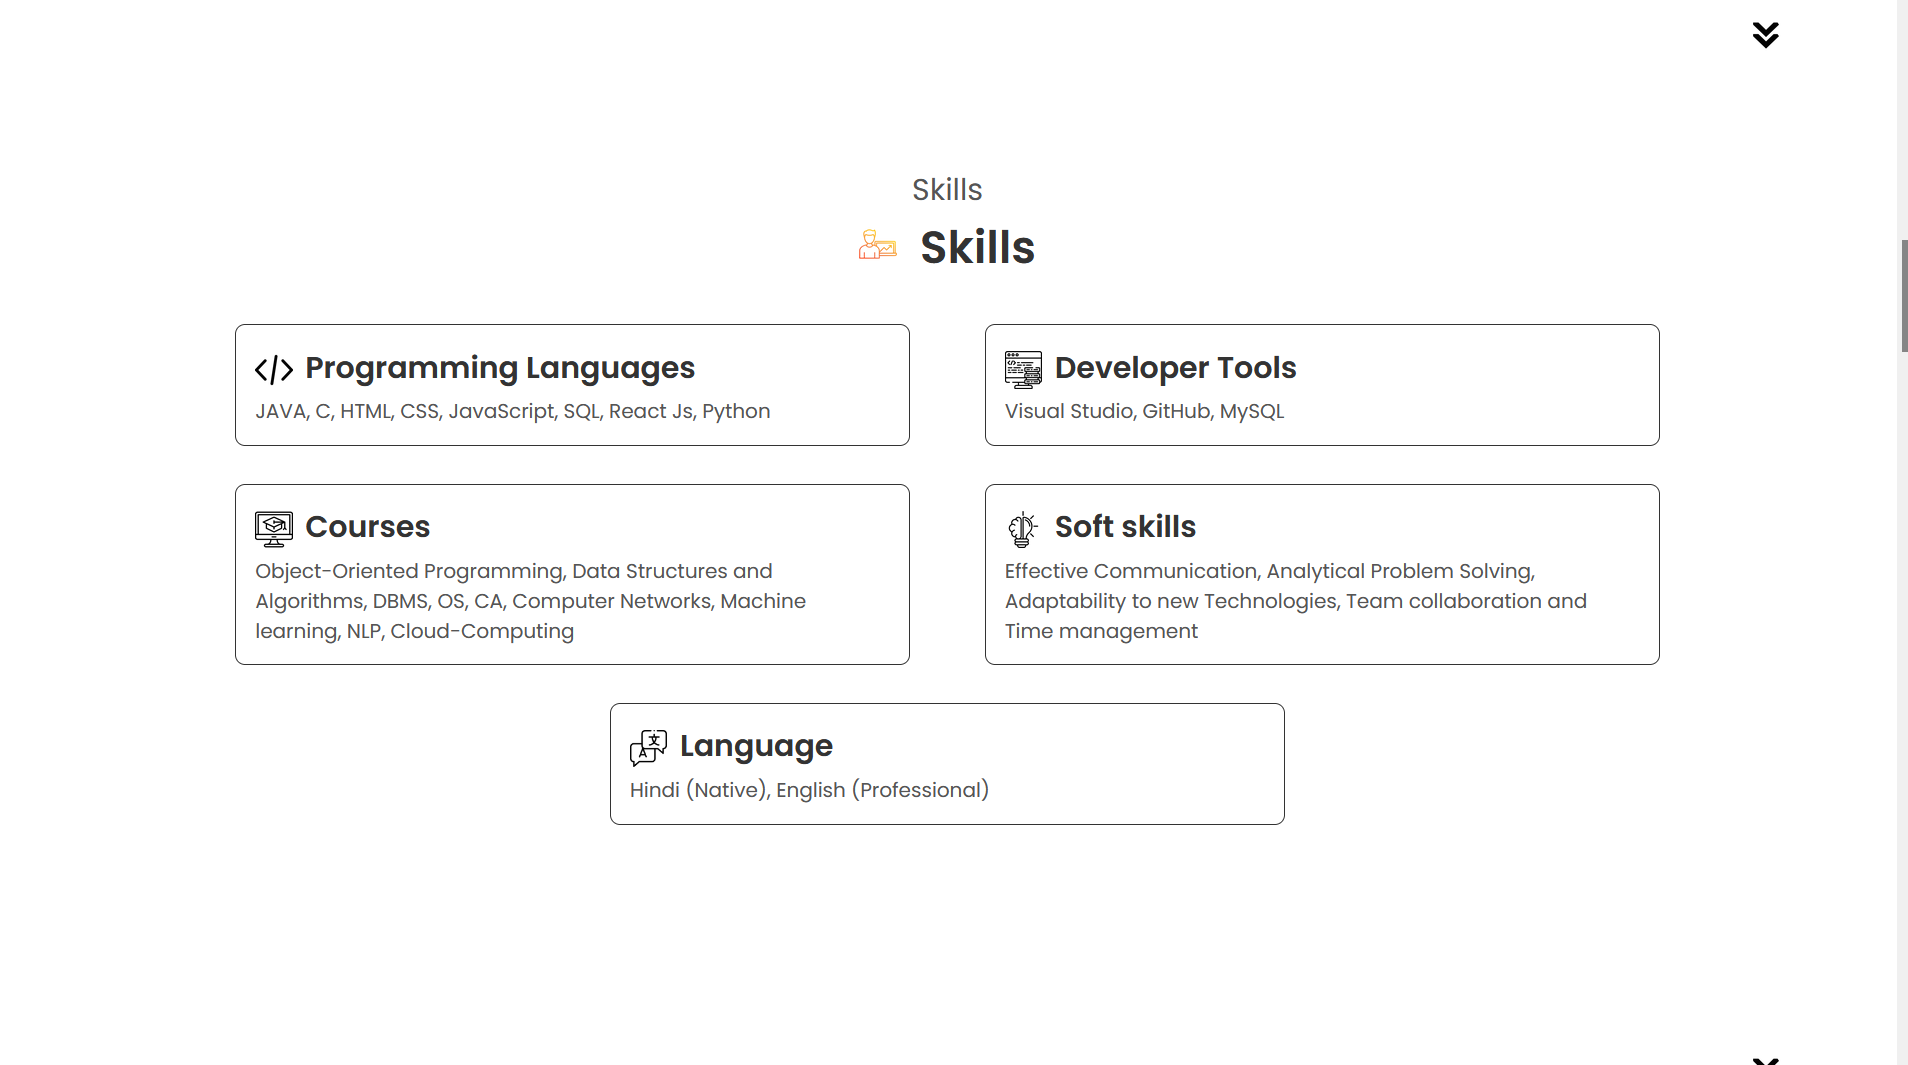 Skills
Skills
Programming Languages
JAVA, C, HTML, CSS, JavaScript, SQL, React Js, Python
Developer Tools
Visual Studio, GitHub, MySQL
Courses
Object-Oriented Programming, Data Structures and
Algorithms, DBMS, OS, CA, Computer Networks, Machine
learning, NLP, Cloud-Computing
Soft skills
Effective Communication, Analytical Problem Solving,
Adaptability to new Technologies, Team collaboration and
Time management
Language
Hindi (Native), English (Professional)